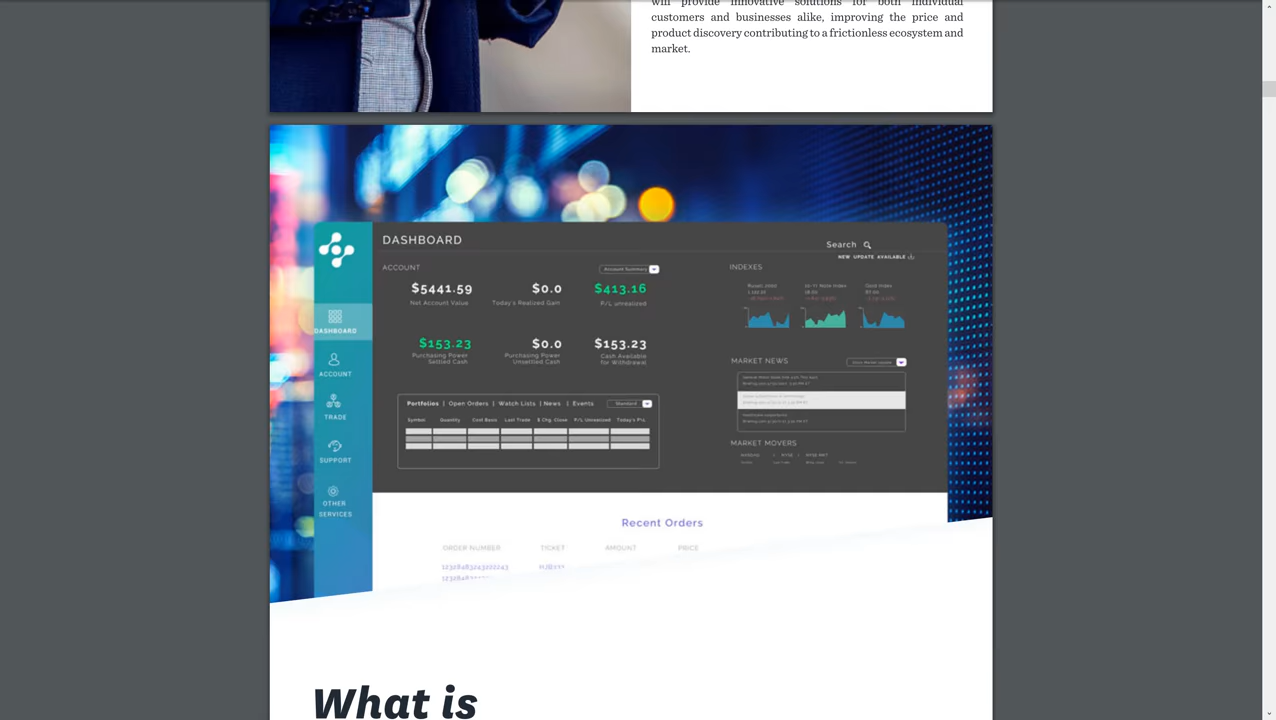 will provide innovative solutions for both individual
customers and businesses alike, improving the price and
product discovery contributing to a frictionless ecosystem and
market.
DASHBOARD
Search
NEW UPDATE AVAILABLE
ACCOUNT
Account Summary
INDEXES
$5441.59 $0.0 $413.16
Net Account Value Today's Realized Gain P/L unrealized
$153.23 $0.0 $153.23
Purchasing Power Purchasing Power Cash Available
Settled Cash Unsettled Cash for Withdrawal
DASHBOARD
ACCOUNT
TRADE
SUPPORT
OTHER
SERVICES
MARKET NEWS
Portfolios | Open Orders | Watch Lists | News | Events Standard
Symbol Quantity Cost Basis Last Trade $ Chg. Close P/L Unrealized Today's P/L
MARKET MOVERS
Recent Orders
ORDER NUMBER TICKET AMOUNT PRICE
What is